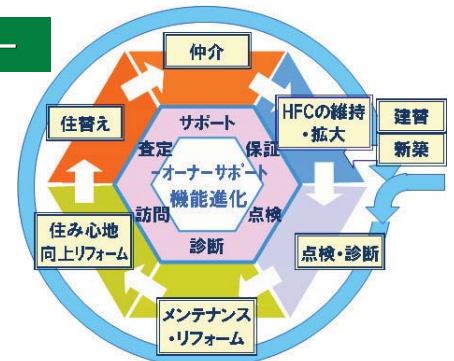 ー
仲介
住替え
サポート
HFCの維持
・拡大
建替
新築
査定
保証
オーナーサポート
機能進化
訪問
点検
診断
住み心地
向上リフォーム
点検・診断
メンテナンス
・リフォーム